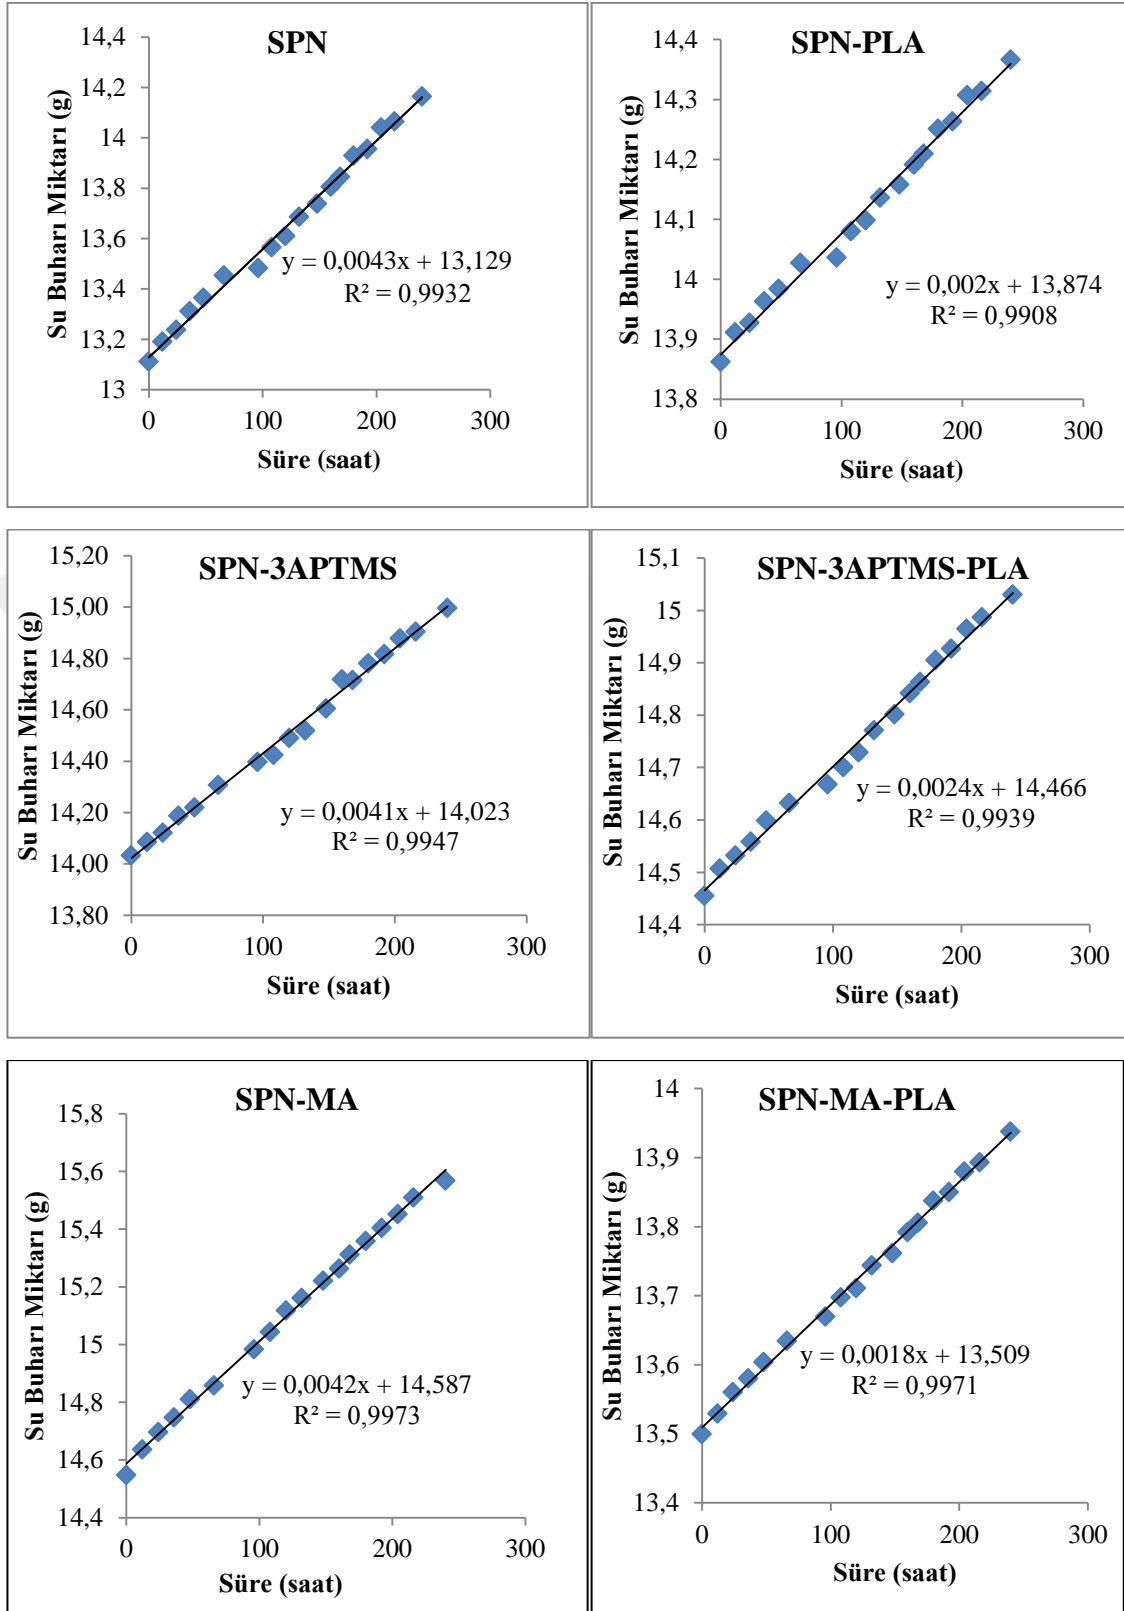 SPN
Su Buharı Miktarı (g)
14,4
14,2
14
13,8
13,6
13,4
13,2
13
y = 0,0043x + 13,129
R² = 0,9932
0 100 200 300
Süre (saat)
SPN-PLA
Su Buharı Miktarı (g)
14,4
14,3
14,2
14,1
14
13,9
13,8
y = 0,002x + 13,874
R² = 0,9908
0 100 200 300
Süre (saat)
SPN-3APTMS
Su Buharı Miktarı (g)
15,20
15,00
14,80
14,60
14,40
14,20
14,00
13,80
y = 0,0041x + 14,023
R² = 0,9947
0 100 200 300
Süre (saat)
SPN-3APTMS-PLA
Su Buharı Miktarı (g)
15,1
15
14,9
14,8
14,7
14,6
14,5
14,4
y = 0,0024x + 14,466
R² = 0,9939
0 100 200 300
Süre (saat)
SPN-MA
Su Buharı Miktarı (g)
15,8
15,6
15,4
15,2
15
14,8
14,6
14,4
y = 0,0042x + 14,587
R² = 0,9973
0 100 200 300
Süre (saat)
SPN-MA-PLA
Su Buharı Miktarı (g)
14
13,9
13,8
13,7
13,6
13,5
13,4
y = 0,0018x + 13,509
R² = 0,9971
0 100 200 300
Süre (saat)